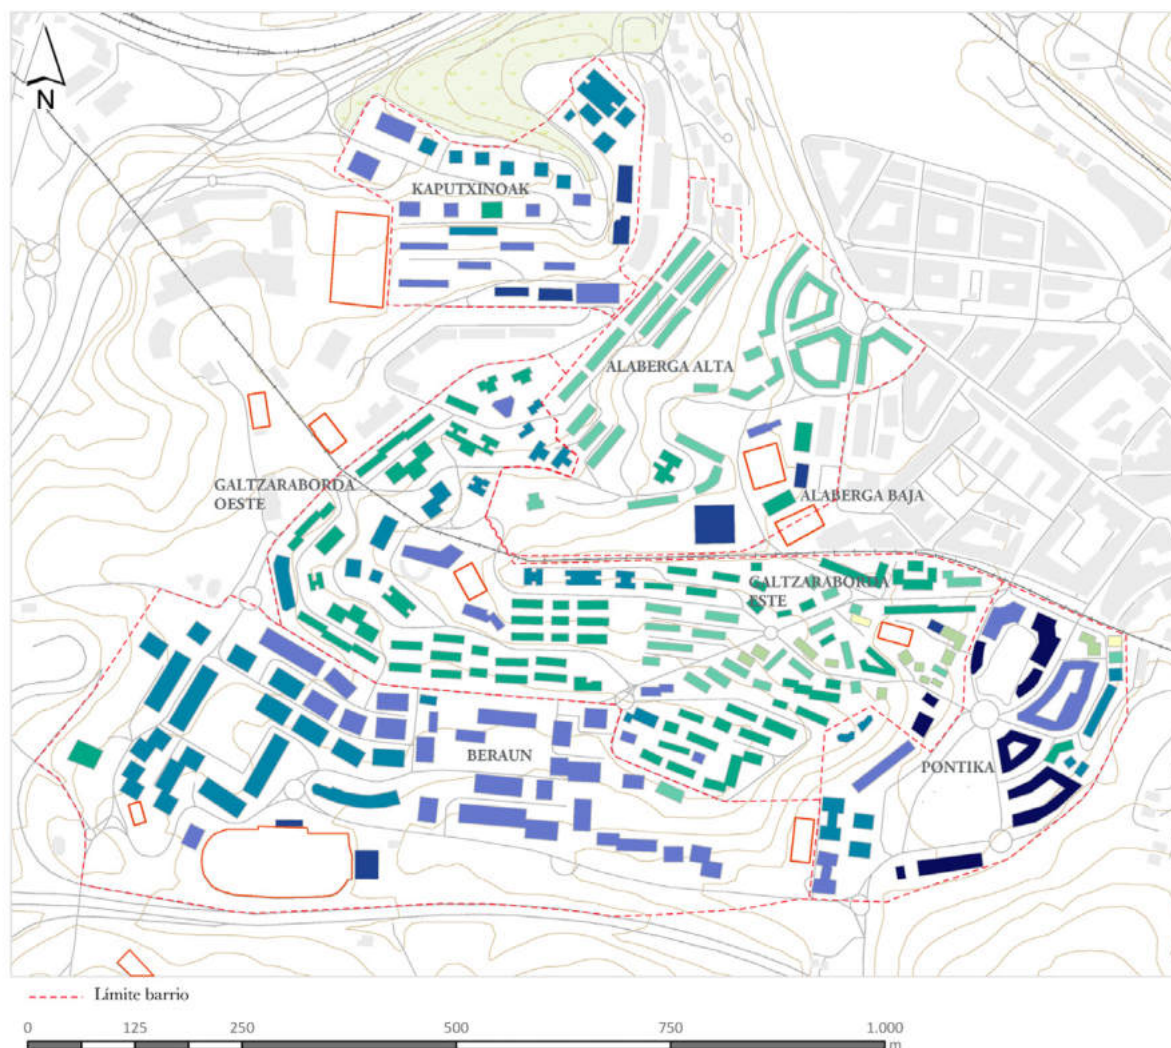 N
KAPUTXINOAK
ALABERGA ALTA
GALTZARABORDA
OESTE
ALABERGA BAJA
GALTZARABORDA
ESTE
BERAUN
PONTIKA
Límite barrio
0 125 250 500 750 1.000
m